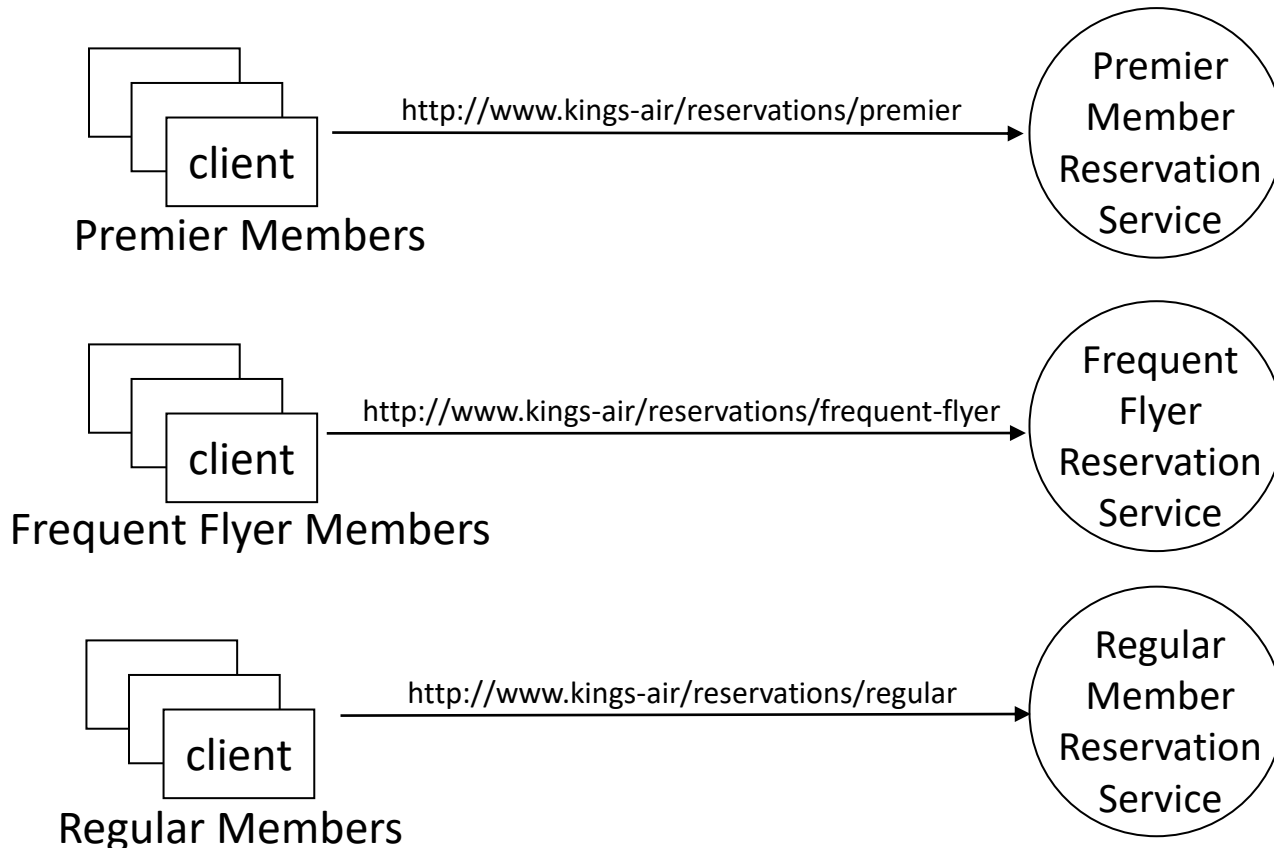 client
Premier Members
http://www.kings-air/reservations/premier
Premier
Member
Reservation
Service
client
Frequent Flyer Members
http://www.kings-air/reservations/frequent-flyer
Frequent
Flyer
Reservation
Service
client
Regular Members
http://www.kings-air/reservations/regular
Regular
Member
Reservation
Service